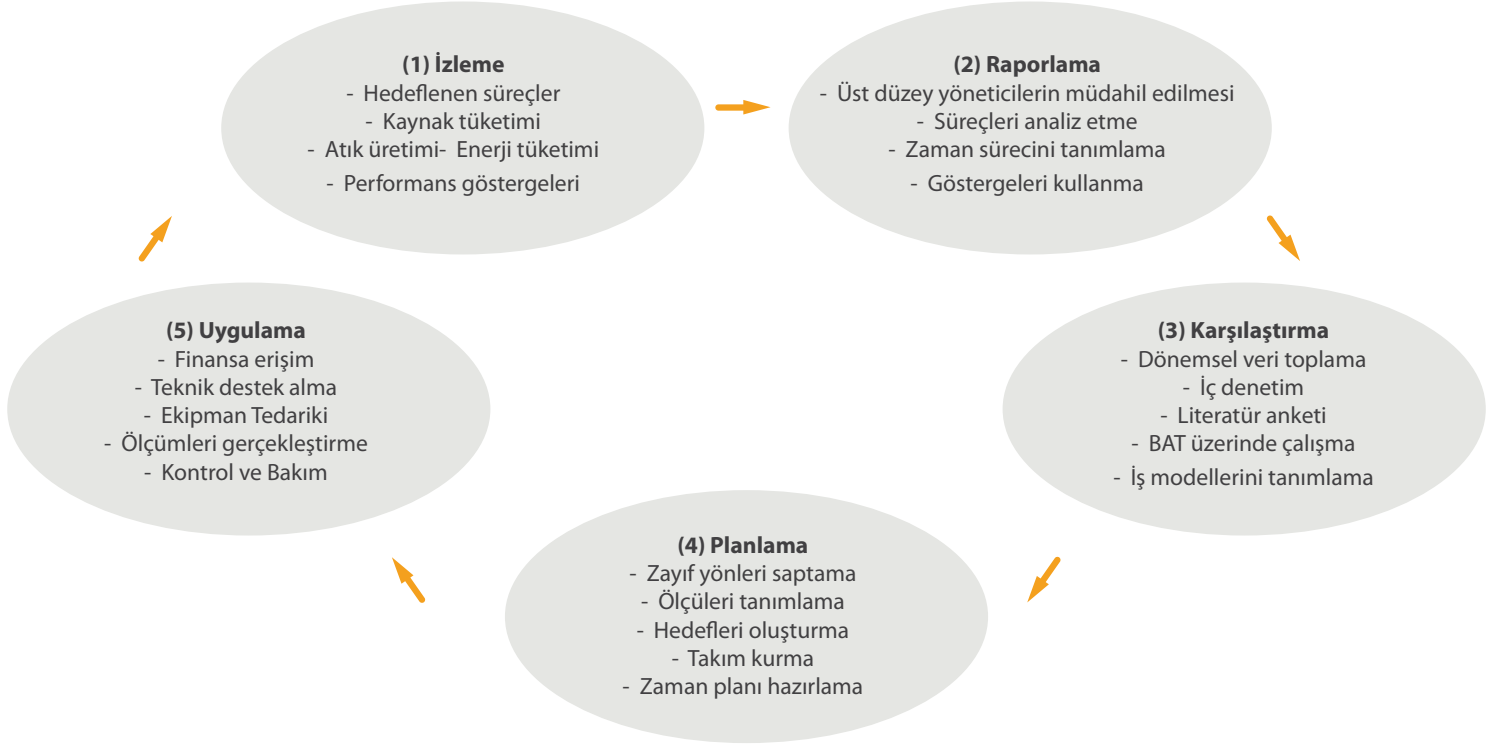 (1) İzleme
- Hedeflenen süreçler
- Kaynak tüketimi
- Atık üretimi- Enerji tüketimi
- Performans göstergeleri
(2) Raporlama
- Üst düzey yöneticilerin müdahil edilmesi
- Süreçleri analiz etme
- Zaman sürecini tanımlama
- Göstergeleri kullanma
(3) Karşılaştırma
- Dönemsel veri toplama
- İç denetim
- Literatür anketi
- BAT üzerinde çalışma
- İş modellerini tanımlama
(4) Planlama
- Zayıf yönleri saptama
- Ölçüleri tanımlama
- Hedefleri oluşturma
- Takım kurma
- Zaman planı hazırlama
(5) Uygulama
- Finansa erişim
- Teknik destek alma
- Ekipman Tedariki
- Ölçümleri gerçekleştirme
- Kontrol ve Bakım